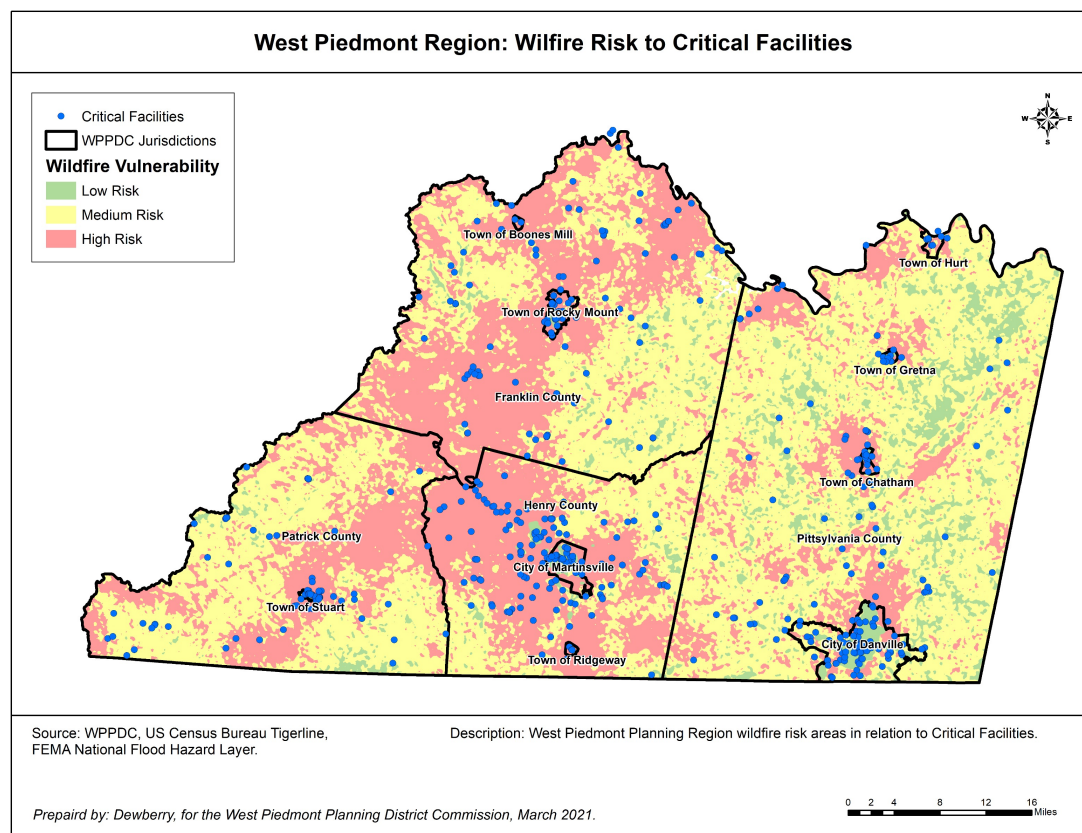 West Piedmont Region: Wilfire Risk to Critical Facilities
Critical Facilities
WPPDC Jurisdictions
Wildfire Vulnerability
Low Risk
Medium Risk
High Risk
N
W E
S
Town of Boones Mill
Town of Hurt
Town of Rocky Mount
Town of Gretna
Franklin County
Town of Chatham
Henry County
Patrick County
Pittsylvania County
City of Martinsville
Town of Stuart
City of Danville
Town of Ridgeway
Source: WPPDC, US Census Bureau Tigerline,
FEMA National Flood Hazard Layer.
Description: West Piedmont Planning Region wildfire risk areas in relation to Critical Facilities.
Prepaird by: Dewberry, for the West Piedmont Planning District Commission, March 2021.
0 2 4 8 12 16
Miles